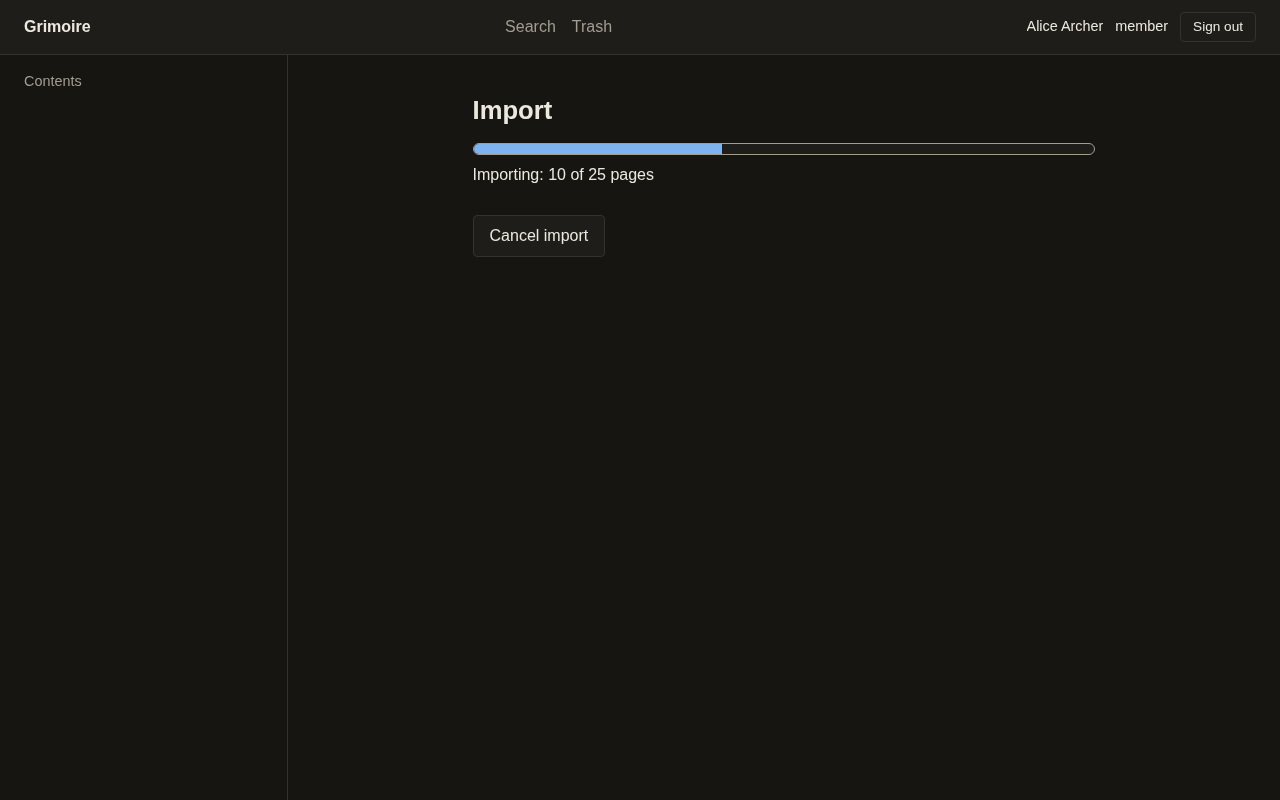 Grimoire
Search Trash
Alice Archer member Sign out
Contents
Import
Importing: 10 of 25 pages
Cancel import